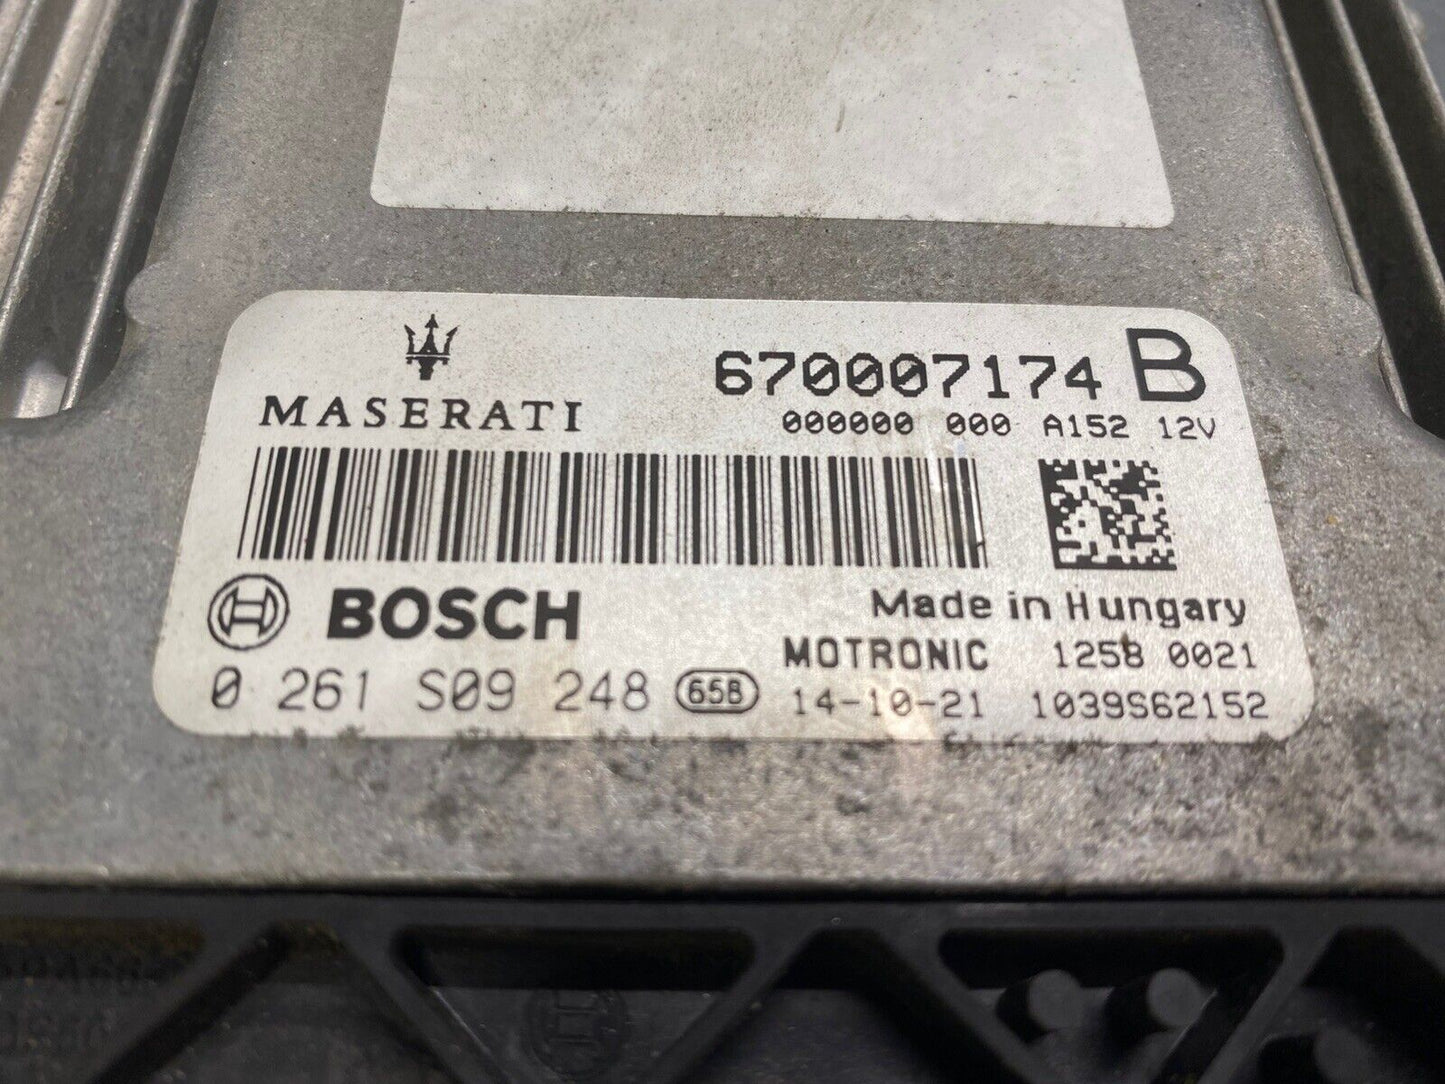 MASERATI
670007174 B
000000 000 A152 12V
BOSCH
Made in Hungary
MOTRONIC 1258 0021
0 261 S09 248 65B 14-10-21 1039S62152